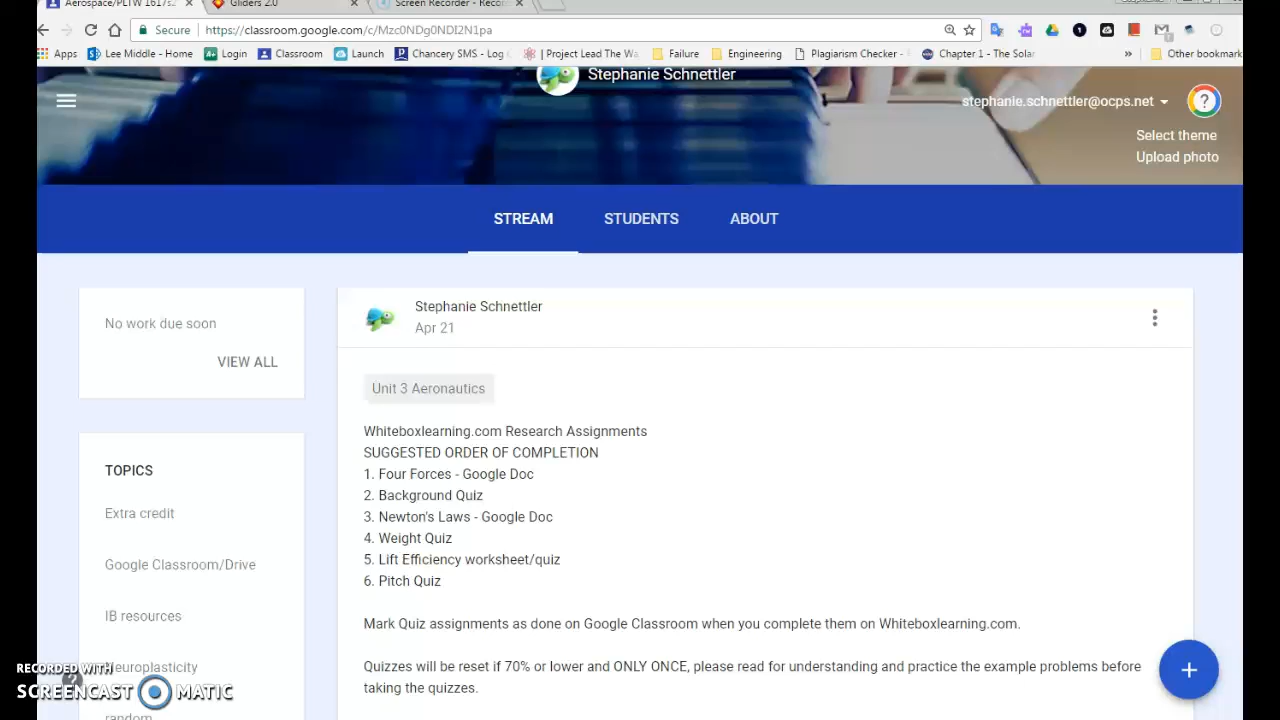 Aerospace/PLTW 1617s2
Gliders 2.0
Screen Recorder - Recor
Secure
https://classroom.google.com/c/Mzc0NDg0NDI2N1pa
Apps
Lee Middle - Home
Login
Classroom
Launch
Chancery SMS - Log
| Project Lead The Wa
Failure
Engineering
Plagiarism Checker -
Chapter 1 - The Solar
»
Other bookmark
Stephanie Schnettler
stephanie.schnettler@ocps.net
Select theme
Upload photo
STREAM
STUDENTS
ABOUT
No work due soon
VIEW ALL
TOPICS
Extra credit
Google Classroom/Drive
IB resources
Neuroplasticity
random
Stephanie Schnettler
Apr 21
Unit 3 Aeronautics
Whiteboxlearning.com Research Assignments
SUGGESTED ORDER OF COMPLETION
1. Four Forces - Google Doc
2. Background Quiz
3. Newton's Laws - Google Doc
4. Weight Quiz
5. Lift Efficiency worksheet/quiz
6. Pitch Quiz
Mark Quiz assignments as done on Google Classroom when you complete them on Whiteboxlearning.com.
Quizzes will be reset if 70% or lower and ONLY ONCE, please read for understanding and practice the example problems before
taking the quizzes.
+
RECORDED WITH
SCREENCAST MATIC